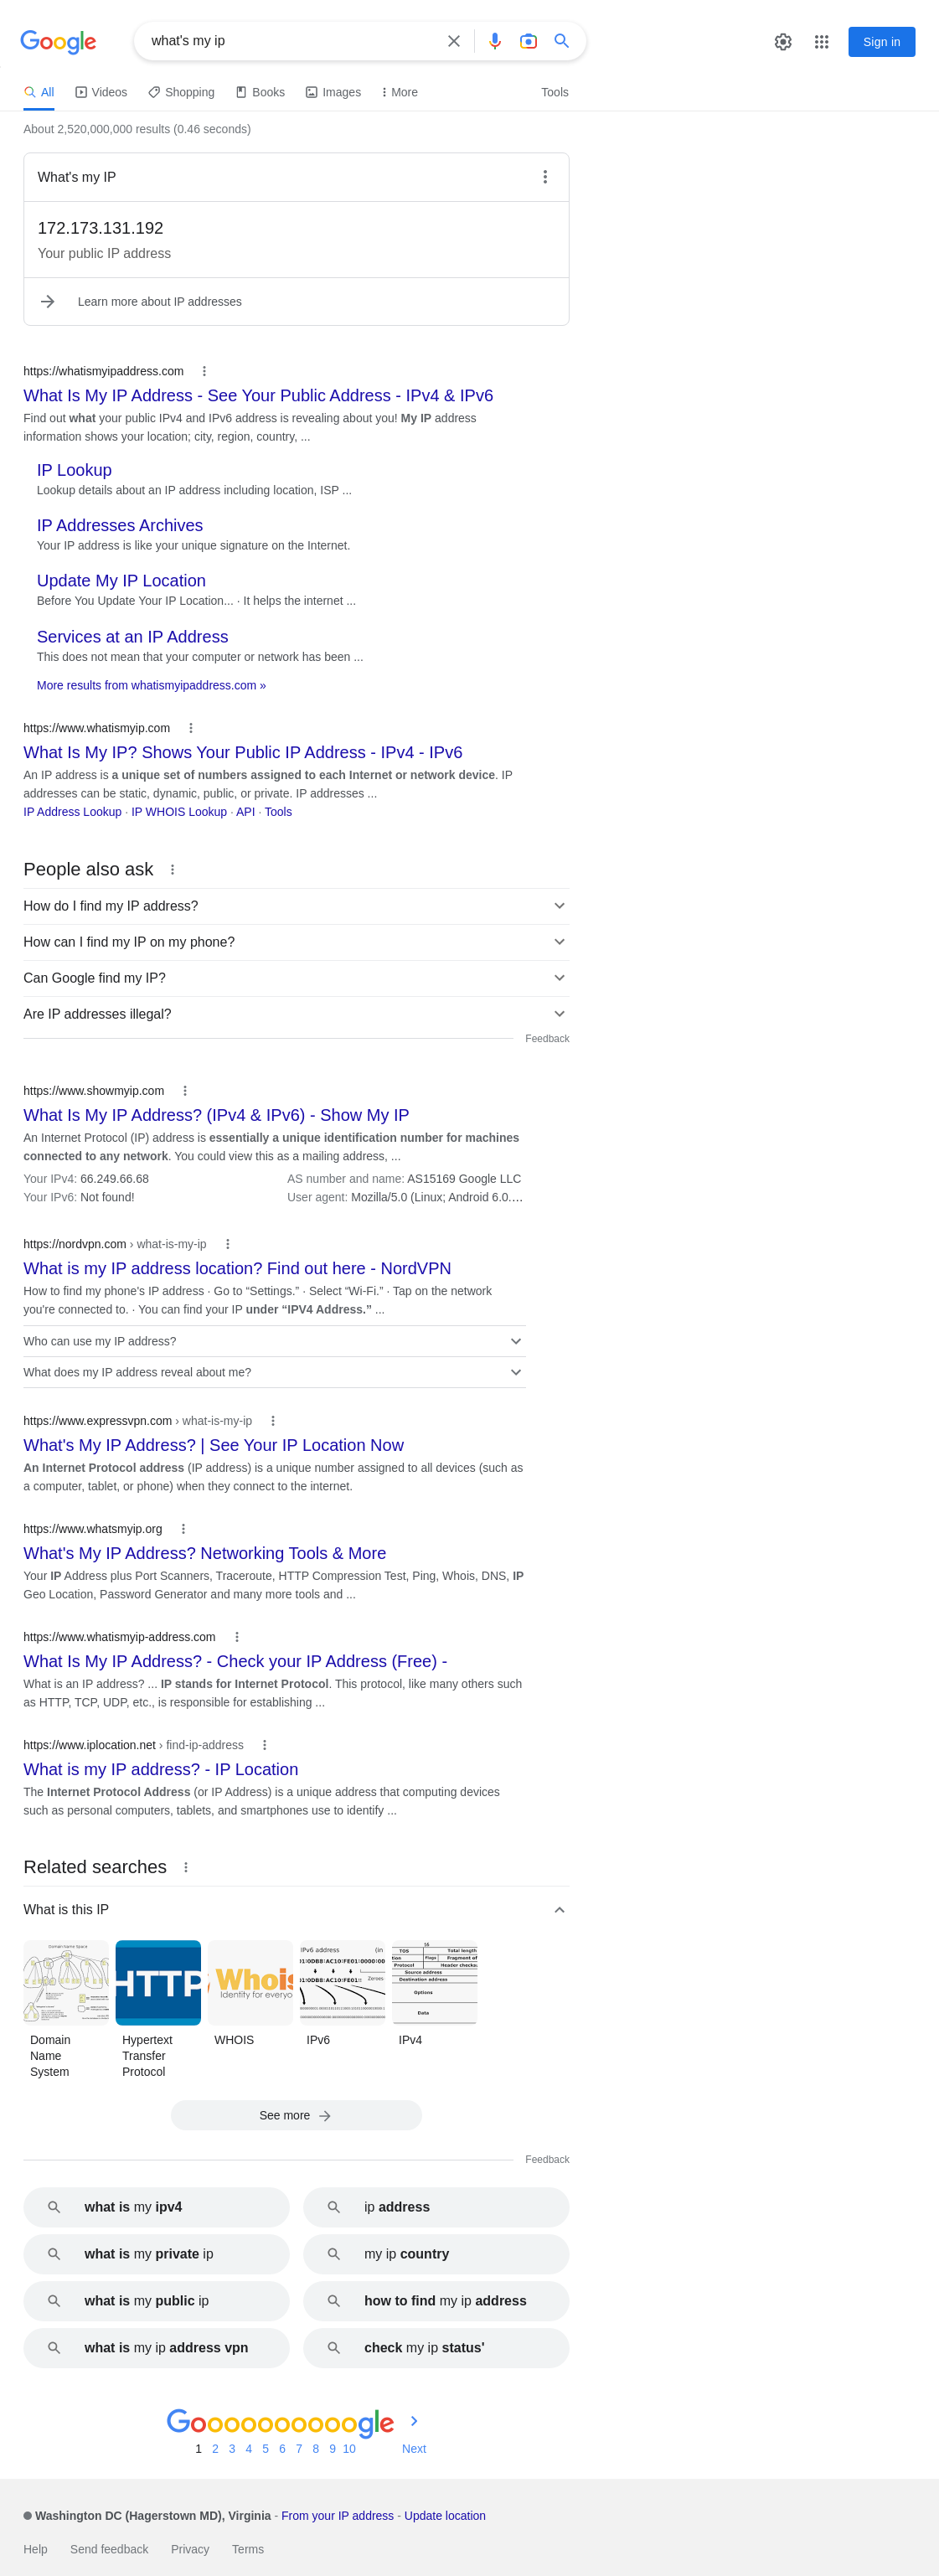 Google
what's my ip
Sign in
All
Videos
Shopping
Books
Images
More
Tools
About 2,520,000,000 results (0.46 seconds)
What's my IP
172.173.131.192
Your public IP address
Learn more about IP addresses
https://whatismyipaddress.com
What Is My IP Address - See Your Public Address - IPv4 & IPv6
Find out what your public IPv4 and IPv6 address is revealing about you! My IP address
information shows your location; city, region, country, ...
IP Lookup
Lookup details about an IP address including location, ISP ...
IP Addresses Archives
Your IP address is like your unique signature on the Internet.
Update My IP Location
Before You Update Your IP Location... · It helps the internet ...
Services at an IP Address
This does not mean that your computer or network has been ...
More results from whatismyipaddress.com »
https://www.whatismyip.com
What Is My IP? Shows Your Public IP Address - IPv4 - IPv6
An IP address is a unique set of numbers assigned to each Internet or network device. IP
addresses can be static, dynamic, public, or private. IP addresses ...
IP Address Lookup · IP WHOIS Lookup · API · Tools
People also ask
How do I find my IP address?
How can I find my IP on my phone?
Can Google find my IP?
Are IP addresses illegal?
Feedback
https://www.showmyip.com
What Is My IP Address? (IPv4 & IPv6) - Show My IP
An Internet Protocol (IP) address is essentially a unique identification number for machines
connected to any network. You could view this as a mailing address, ...
Your IPv4: 66.249.66.68
AS number and name: AS15169 Google LLC
Your IPv6: Not found!
User agent: Mozilla/5.0 (Linux; Android 6.0....
https://nordvpn.com › what-is-my-ip
What is my IP address location? Find out here - NordVPN
How to find my phone's IP address · Go to “Settings.” · Select “Wi-Fi.” · Tap on the network
you're connected to. · You can find your IP under “IPV4 Address.” ...
Who can use my IP address?
What does my IP address reveal about me?
https://www.expressvpn.com › what-is-my-ip
What's My IP Address? | See Your IP Location Now
An Internet Protocol address (IP address) is a unique number assigned to all devices (such as
a computer, tablet, or phone) when they connect to the internet.
https://www.whatsmyip.org
What's My IP Address? Networking Tools & More
Your IP Address plus Port Scanners, Traceroute, HTTP Compression Test, Ping, Whois, DNS, IP
Geo Location, Password Generator and many more tools and ...
https://www.whatismyip-address.com
What Is My IP Address? - Check your IP Address (Free) -
What is an IP address? ... IP stands for Internet Protocol. This protocol, like many others such
as HTTP, TCP, UDP, etc., is responsible for establishing ...
https://www.iplocation.net › find-ip-address
What is my IP address? - IP Location
The Internet Protocol Address (or IP Address) is a unique address that computing devices
such as personal computers, tablets, and smartphones use to identify ...
Related searches
What is this IP
Domain Name Space
HTTP
Whois
Identity for everyo
IPv6 address (in
Zeroes
16
TOS Total length
Flags Fragment of
Protocol Header checks
Source address
Destination address
Options
Data
Domain
Name
System
Hypertext
Transfer
Protocol
WHOIS
IPv6
IPv4
See more
Feedback
what is my ipv4
ip address
what is my private ip
my ip country
what is my public ip
how to find my ip address
what is my ip address vpn
check my ip status'
Goooooooooogle
1 2 3 4 5 6 7 8 9 10 Next
Washington DC (Hagerstown MD), Virginia - From your IP address - Update location
Help Send feedback Privacy Terms